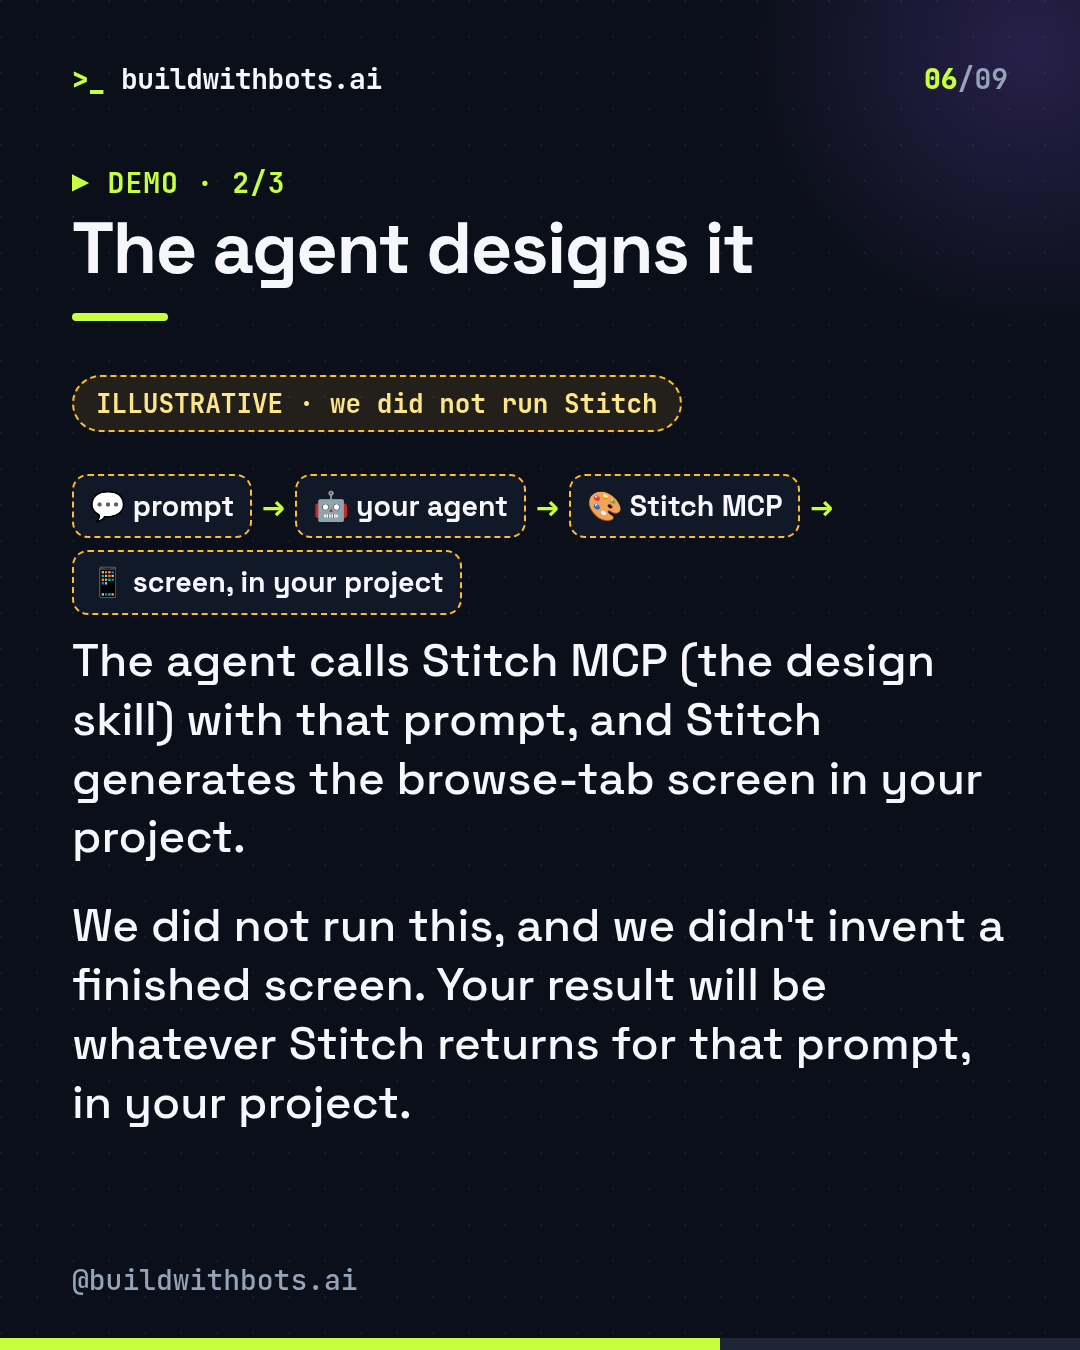 >_ buildwithbots.ai
06/09
▶ DEMO · 2/3
The agent designs it
ILLUSTRATIVE · we did not run Stitch
💬 prompt → 🤖 your agent → 🎨 Stitch MCP →
📱 screen, in your project
The agent calls Stitch MCP (the design
skill) with that prompt, and Stitch
generates the browse-tab screen in your
project.
We did not run this, and we didn't invent a
finished screen. Your result will be
whatever Stitch returns for that prompt,
in your project.
@buildwithbots.ai